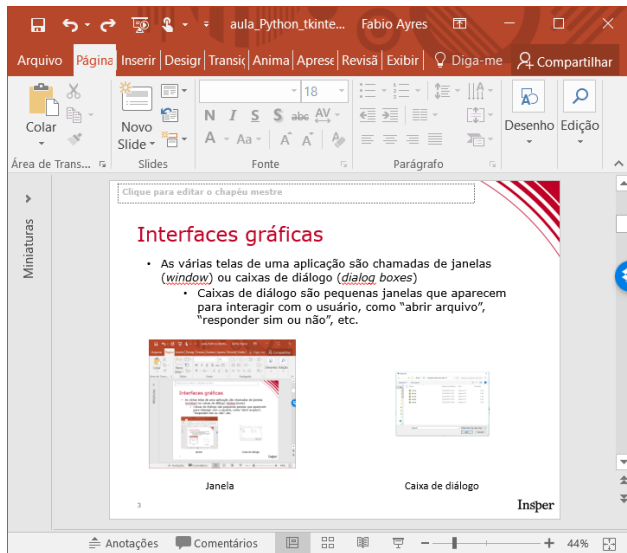 aula_Python_tkinte... Fabio Ayres
Arquivo Página Inserir Desigr Transiç Anima Aprese Revisã Exibir Diga-me Compartilhar
18
Colar Novo Slide N I S S abc AV Desenho Edição
A Aa A A
Área de Trans... Slides Fonte Parágrafo
Miniaturas
Clique para editar o chapéu mestre
Interfaces gráficas
• As várias telas de uma aplicação são chamadas de janelas
(window) ou caixas de diálogo (dialog boxes)
• Caixas de diálogo são pequenas janelas que aparecem
para interagir com o usuário, como “abrir arquivo”,
“responder sim ou não”, etc.
Interfaces gráficas
Janela Caixa de diálogo
3 Insper
Anotações Comentários 44%